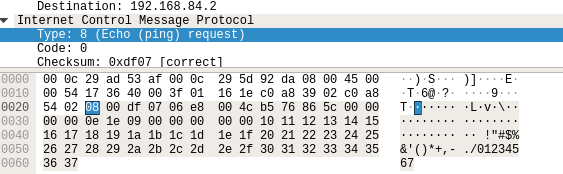 Destination: 192.168.84.2
Internet Control Message Protocol
Type: 8 (Echo (ping) request)
Code: 0
Checksum: 0xdf07 [correct]
0000 00 0c 29 ad 53 af 00 0c 29 5d 92 da 08 00 45 00 ··)·S··· )]····E·
0010 00 54 17 36 40 00 3f 01 16 1e c0 a8 39 02 c0 a8 ·T·6@·?· ····9···
0020 54 02 08 00 df 07 06 e8 00 4c b5 76 86 5c 00 00 T······· ·L·v·\··
0030 00 00 0e 1e 09 00 00 00 00 00 10 11 12 13 14 15 ········ ········
0040 16 17 18 19 1a 1b 1c 1d 1e 1f 20 21 22 23 24 25 ········ ·· !"#$%
0050 26 27 28 29 2a 2b 2c 2d 2e 2f 30 31 32 33 34 35 &'()*+,- ./012345
0060 36 37 67